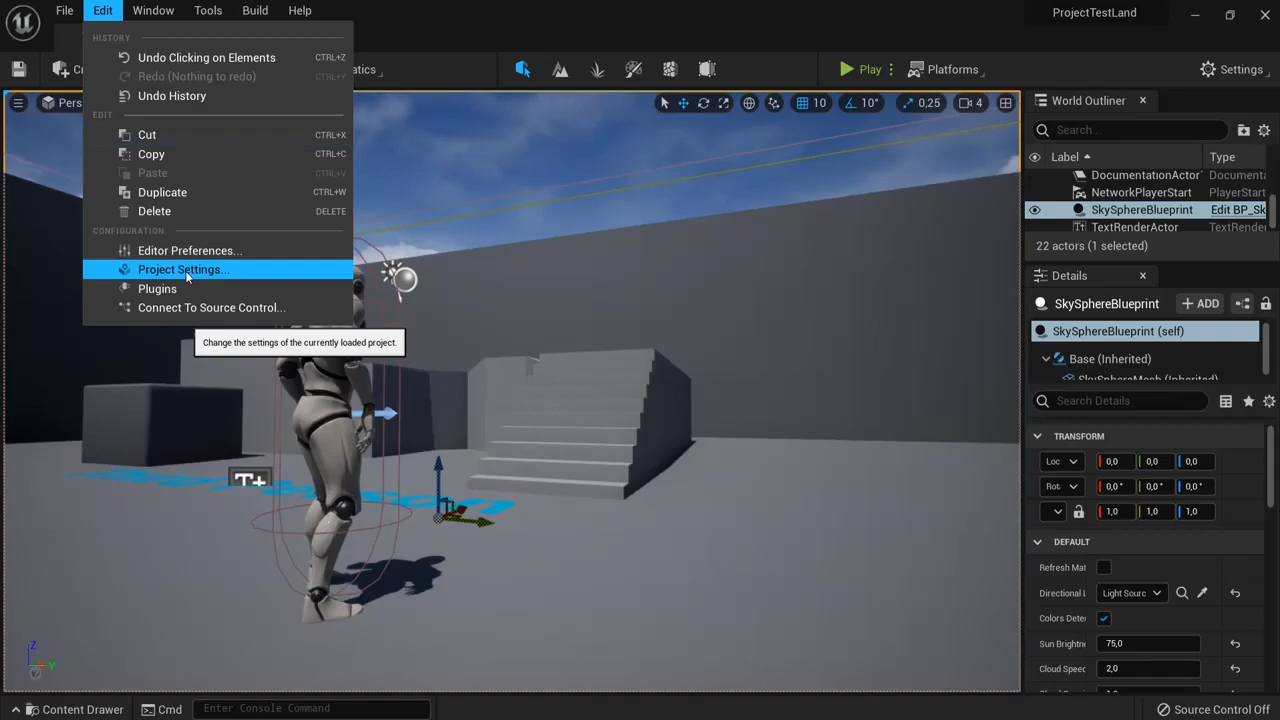 File Edit Window Tools Build Help
ProjectTestLand
HISTORY
Undo Clicking on Elements CTRL+Z
Redo (Nothing to redo) CTRL+Y
Undo History
EDIT
Cut CTRL+X
Copy CTRL+C
Paste CTRL+V
Duplicate CTRL+W
Delete DELETE
CONFIGURATION
Editor Preferences...
Project Settings...
Plugins
Connect To Source Control...
Change the settings of the currently loaded project.
Cr
atics
Play
Platforms
Settings
Pers
10
10°
0,25
4
World Outliner
Search...
Label Type
DocumentationActor Documenta
NetworkPlayerStart PlayerStart
SkySphereBlueprint Edit BP_Sk
TextRenderActor TextRender
22 actors (1 selected)
Details
SkySphereBlueprint ADD
SkySphereBlueprint (self)
Base (Inherited)
SkySphereMesh (Inherited)
Search Details
TRANSFORM
Loc 0,0 0,0 0,0
Rot 0,0° 0,0° 0,0°
1,0 1,0 1,0
DEFAULT
Refresh Mat
Directional L Light Sourc
Colors Deter
Sun Brightne 75,0
Cloud Speed 2,0
T+
Z
Y
Content Drawer
Cmd
Enter Console Command
Source Control Off